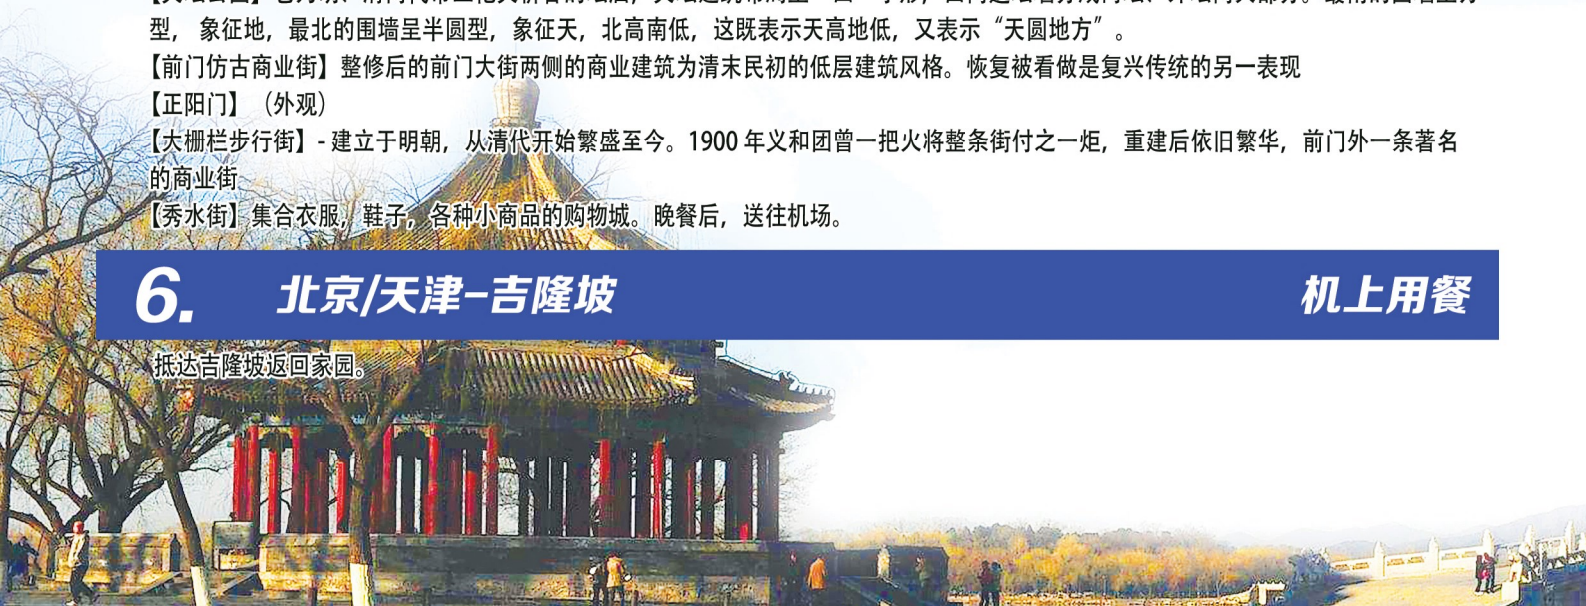 型， 象征地，最北的围墙呈半圆型，象征天，北高南低，这既表示天高地低，又表示“天圆地方”。
【前门仿古商业街】整修后的前门大街两侧的商业建筑为清末民初的低层建筑风格。恢复被看做是复兴传统的另一表现
【正阳门】（外观）
【大栅栏步行街】- 建立于明朝，从清代开始繁盛至今。1900 年义和团曾一把火将整条街付之一炬，重建后依旧繁华，前门外一条著名
的商业街
【秀水街】集合衣服，鞋子，各种小商品的购物城。晚餐后，送往机场。
6. 北京/天津-吉隆坡 机上用餐
抵达吉隆坡返回家园。